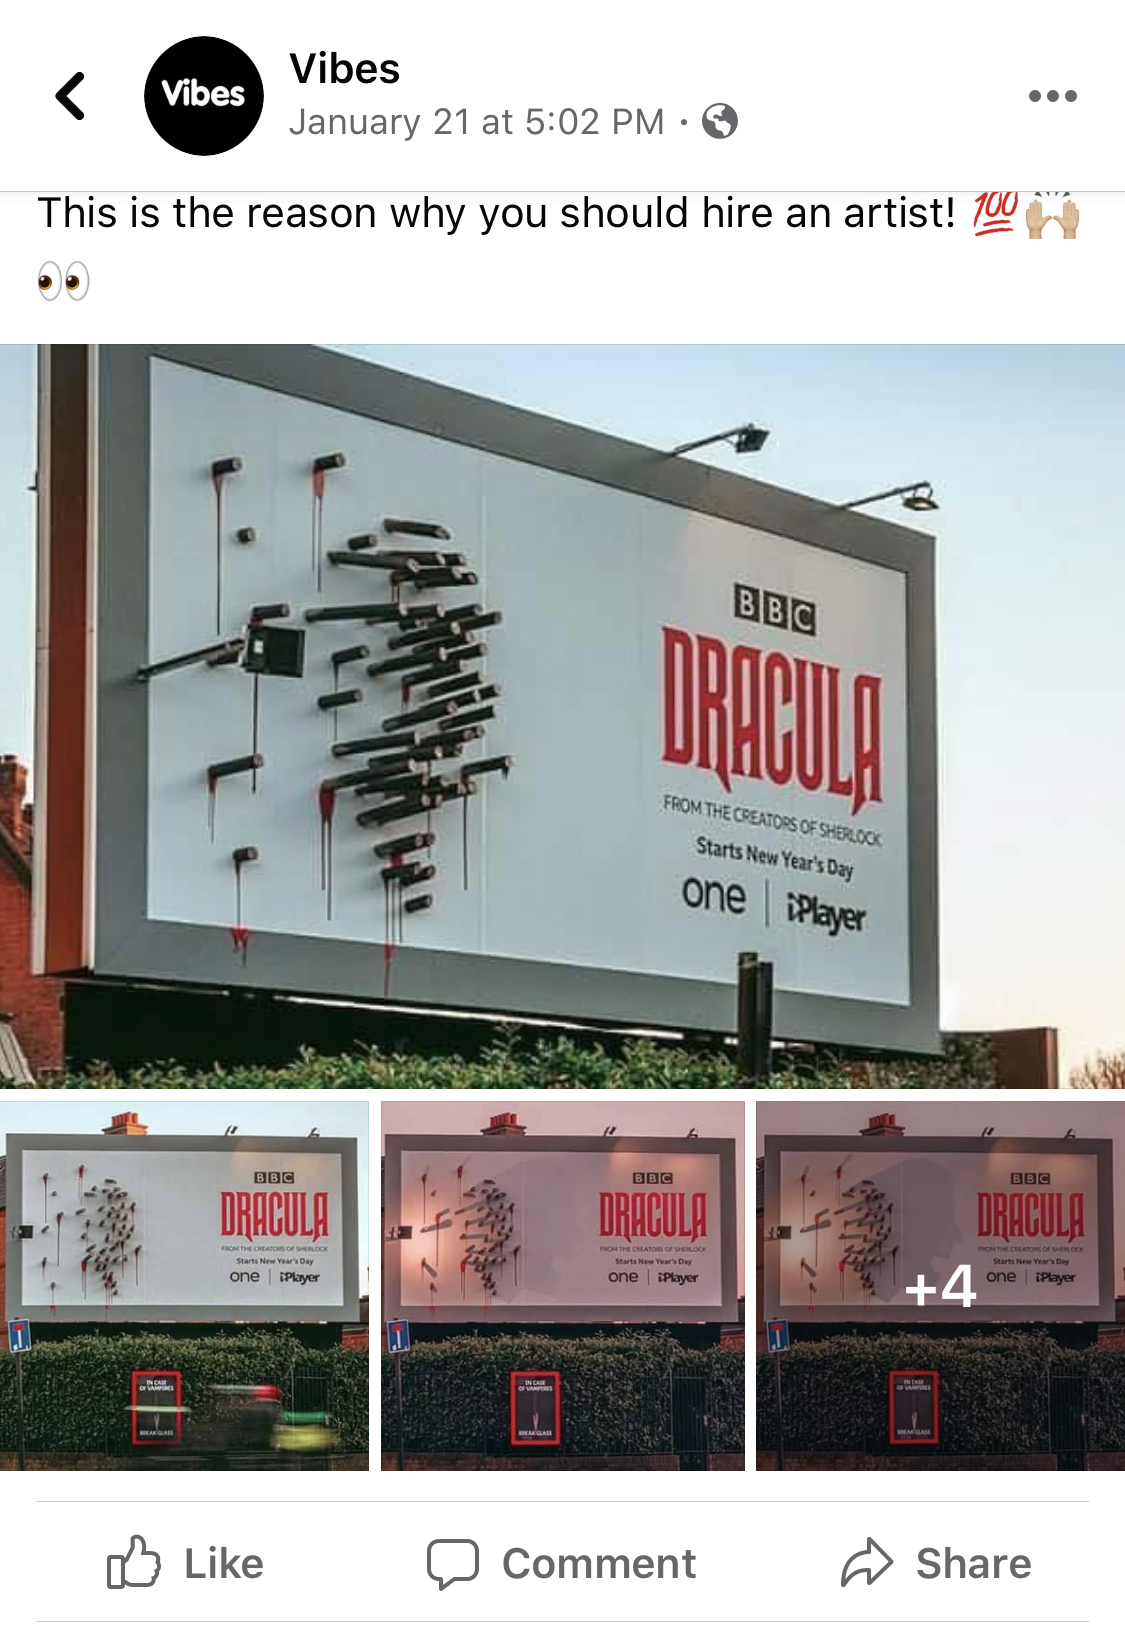 Vibes
Vibes
January 21 at 5:02 PM ·
This is the reason why you should hire an artist! 💯🙌🏼
👀
BBC
DRACULA
FROM THE CREATORS OF SHERLOCK
Starts New Year's Day
one | iPlayer
BBC
DRACULA
FROM THE CREATORS OF SHERLOCK
Starts New Year's Day
one | iPlayer
IN CASE
OF VAMPIRES
BREAK GLASS
BBC
DRACULA
FROM THE CREATORS OF SHERLOCK
Starts New Year's Day
one | iPlayer
IN CASE
OF VAMPIRES
BREAK GLASS
BBC
DRACULA
FROM THE CREATORS OF SHERLOCK
Starts New Year's Day
one | iPlayer
+4
IN CASE
OF VAMPIRES
BREAK GLASS
Like
Comment
Share